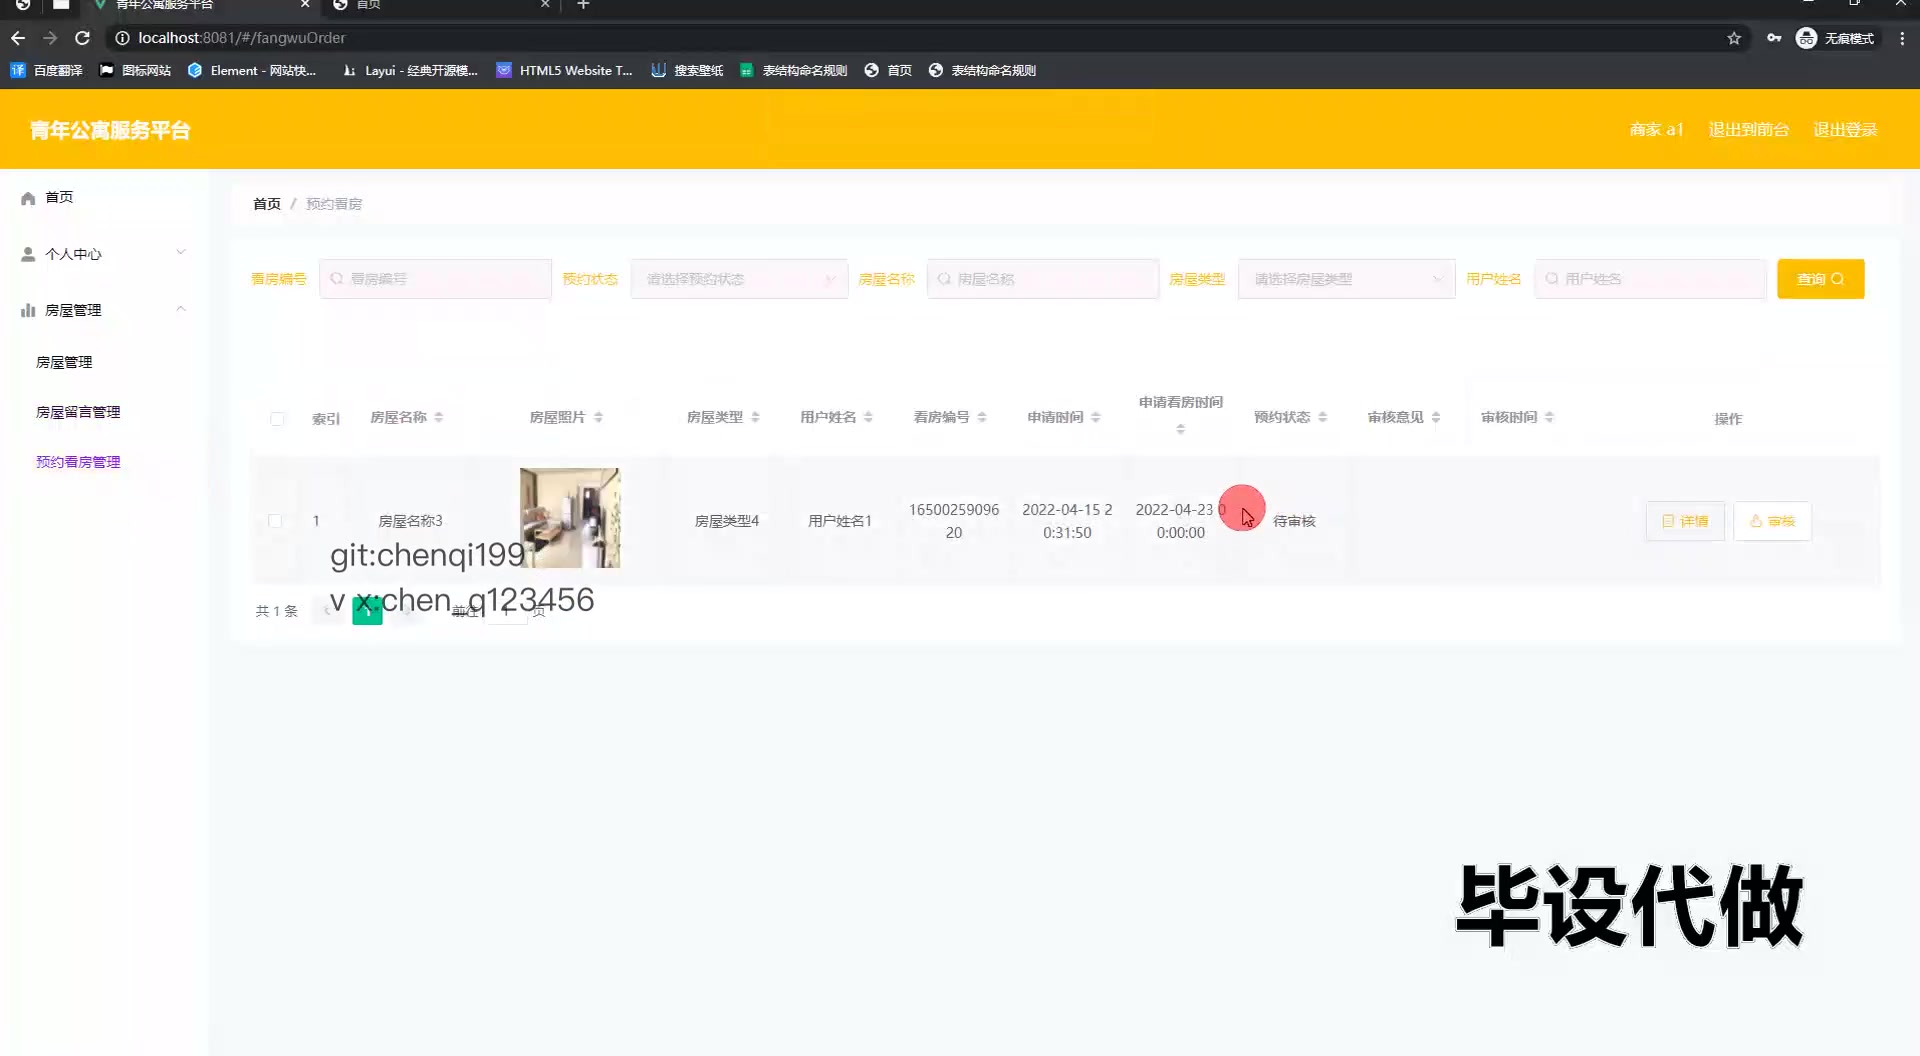 青年公寓服务平台
首页
localhost:8081/#/fangwuOrder
无痕模式
百度翻译
图标网站
Element - 网站快...
Layui - 经典开源模...
HTML5 Website T...
搜索壁纸
表结构命名规则
首页
表结构命名规则
青年公寓服务平台
商家 a1
退出到前台
退出登录
首页
个人中心
房屋管理
房屋管理
房屋留言管理
预约看房管理
首页 / 预约看房
看房编号 看房编号
预约状态 请选择预约状态
房屋名称 房屋名称
房屋类型 请选择房屋类型
用户姓名 用户姓名
查询
索引 房屋名称 房屋照片 房屋类型 用户姓名 看房编号 申请时间 申请看房时间 预约状态 审核意见 审核时间 操作
1 房屋名称3 房屋类型4 用户姓名1
16500259096
20
2022-04-15 2
0:31:50
2022-04-23 0
0:00:00
待审核
详情
审核
git:chenqi199
v x:chen_q123456
共 1 条
1
前往 1 页
毕设代做